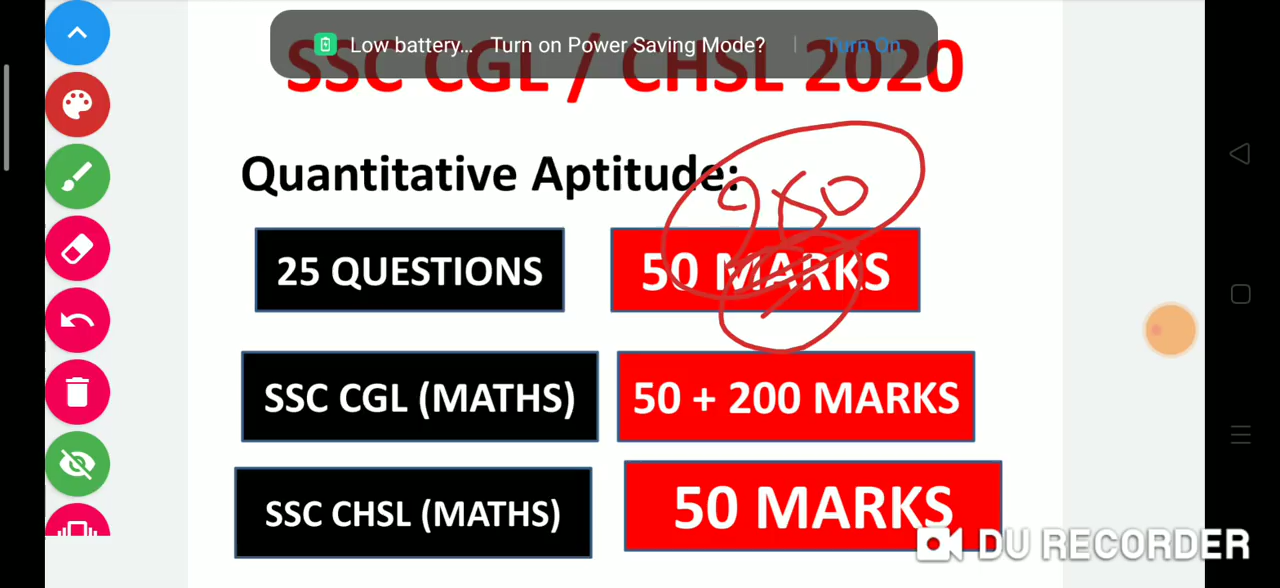 Low battery... Turn on Power Saving Mode? Turn On
SSC CGL / CHSL 2020
Quantitative Aptitude:
250
25 QUESTIONS 50 MARKS
SSC CGL (MATHS) 50 + 200 MARKS
SSC CHSL (MATHS) 50 MARKS
DU RECORDER